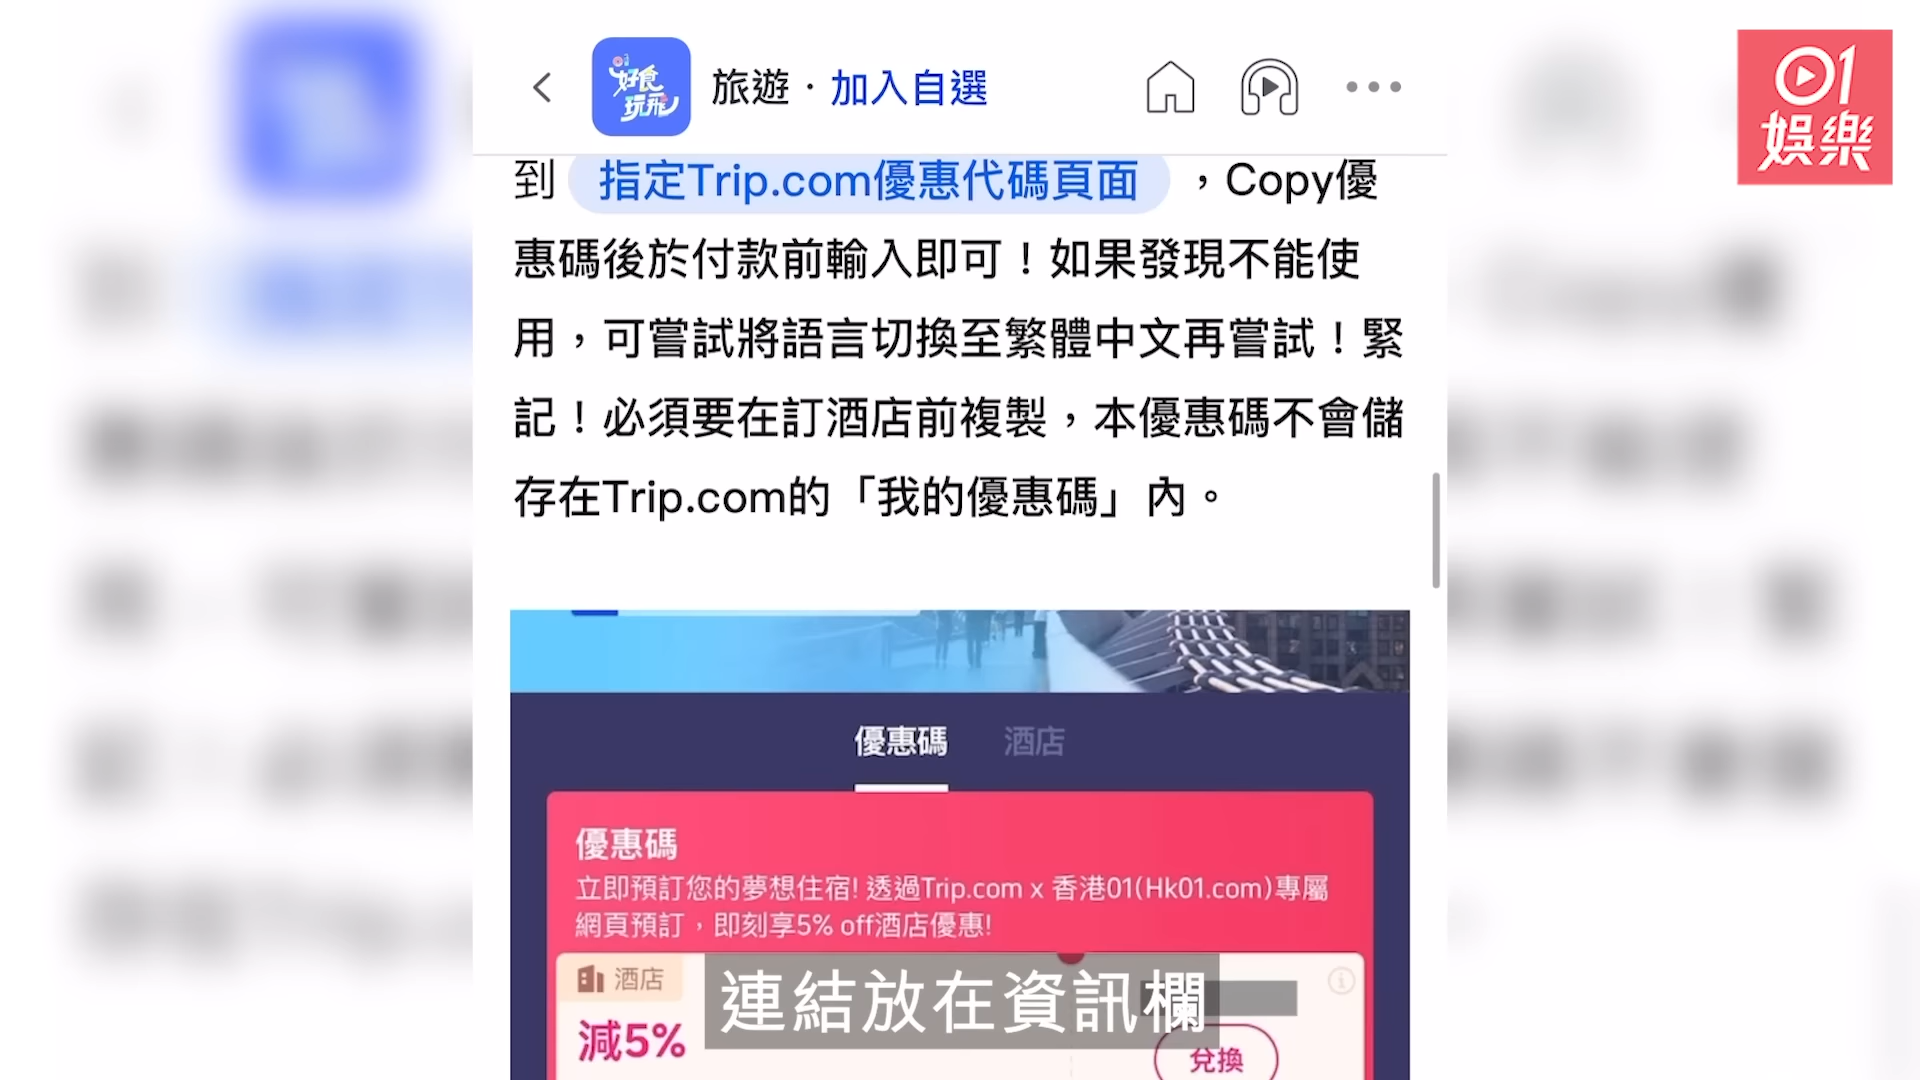 好食
玩飛
旅遊·加入自選
01
娛樂
到 指定Trip.com優惠代碼頁面 ，Copy優
惠碼後於付款前輸入即可！如果發現不能使
用，可嘗試將語言切換至繁體中文再嘗試！緊
記！必須要在訂酒店前複製，本優惠碼不會儲
存在Trip.com的「我的優惠碼」內。
優惠碼 酒店
優惠碼
立即預訂您的夢想住宿! 透過Trip.com x 香港01(Hk01.com)專屬
網頁預訂，即刻享5% off酒店優惠!
酒店
減5%
連結放在資訊欄
兌換